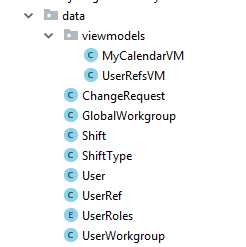 data
viewmodels
C MyCalendarVM
C UserRefsVM
C ChangeRequest
C GlobalWorkgroup
C Shift
C ShiftType
C User
C UserRef
E UserRoles
C UserWorkgroup